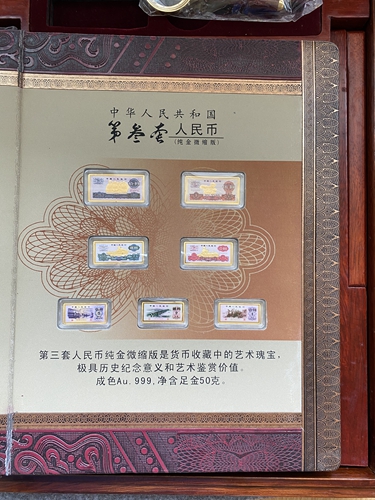 中华人民共和国
第叁套 人民币
(纯金微缩版)
第三套人民币纯金微缩版是货币收藏中的艺术瑰宝,
极具历史纪念意义和艺术鉴赏价值。
成色Au.999,净含足金50克。